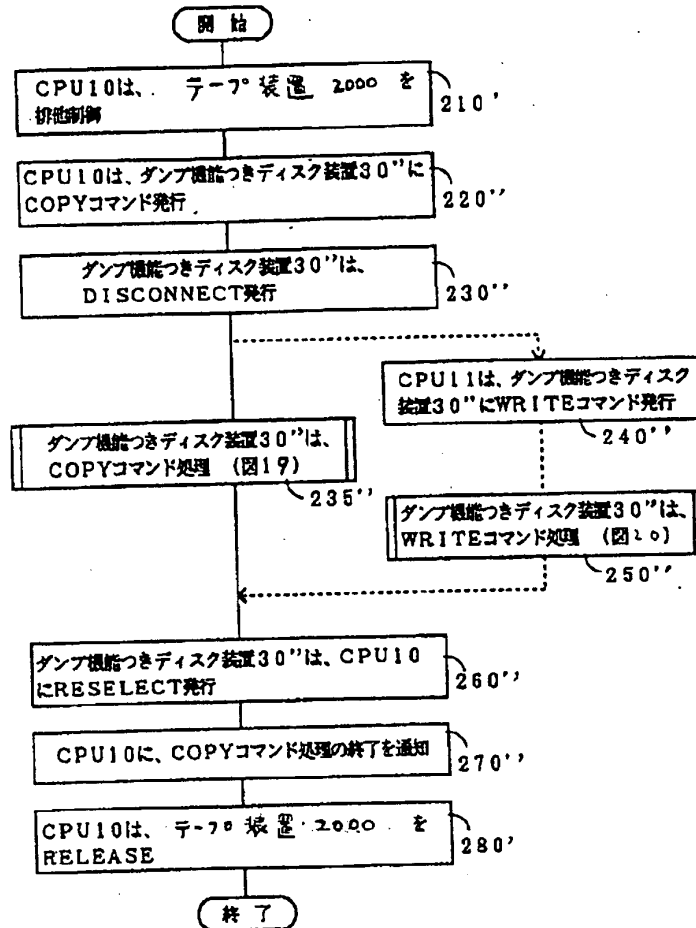 開始
CPU10は、テープ装置 2000 を
排他制御
210'
CPU10は、ダンプ機能つきディスク装置30''に
COPYコマンド発行
220''
ダンプ機能つきディスク装置30''は、
DISCONNECT発行
230''
CPU11は、ダンプ機能つきディスク
装置30''にWRITEコマンド発行
240''
ダンプ機能つきディスク装置30''は、
COPYコマンド処理 (図19)
235''
ダンプ機能つきディスク装置30''は、
WRITEコマンド処理 (図20)
250''
ダンプ機能つきディスク装置30''は、CPU10
にRESELECT発行
260''
CPU10に、COPYコマンド処理の終了を通知
270''
CPU10は、テープ装置 2000 を
RELEASE
280'
終了